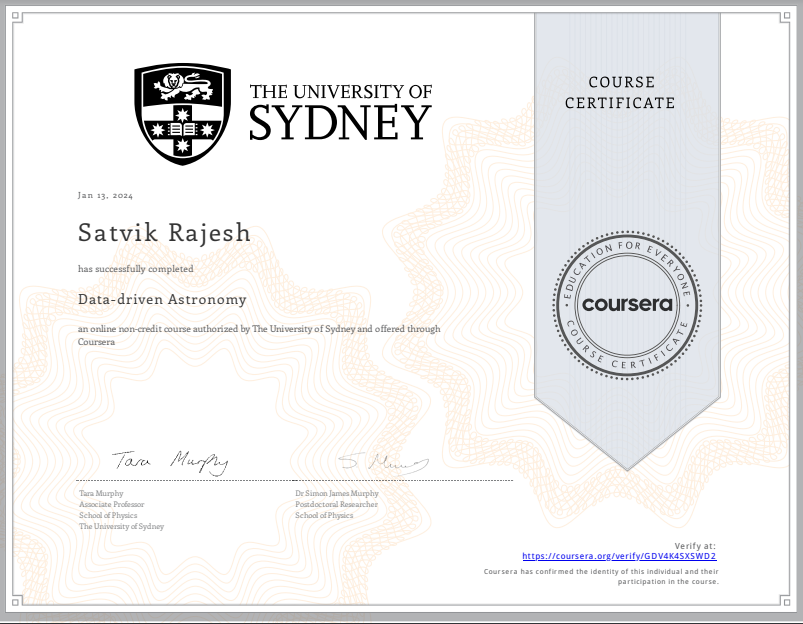 THE UNIVERSITY OF
SYDNEY
COURSE
CERTIFICATE
Jan 13, 2024
Satvik Rajesh
has successfully completed
Data-driven Astronomy
an online non-credit course authorized by The University of Sydney and offered through
Coursera
EDUCATION FOR EVERYONE
coursera
COURSE CERTIFICATE
Tara Murphy
Tara Murphy
Associate Professor
School of Physics
The University of Sydney
Dr Simon James Murphy
Postdoctoral Researcher
School of Physics
Verify at:
https://coursera.org/verify/GDV4K4SXSWD2
Coursera has confirmed the identity of this individual and their
participation in the course.